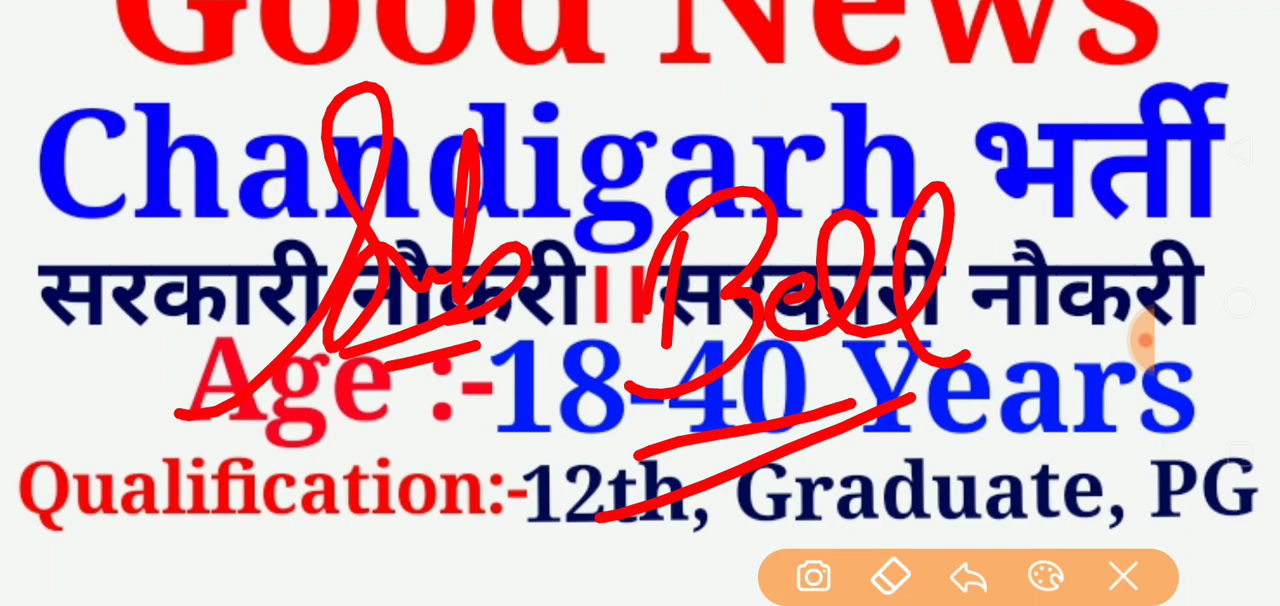 Good News
Chandigarh भर्ती
सरकारी नौकरी || सरकारी नौकरी
Sub Bell
Age :-18-40 Years
Qualification:-12th, Graduate, PG